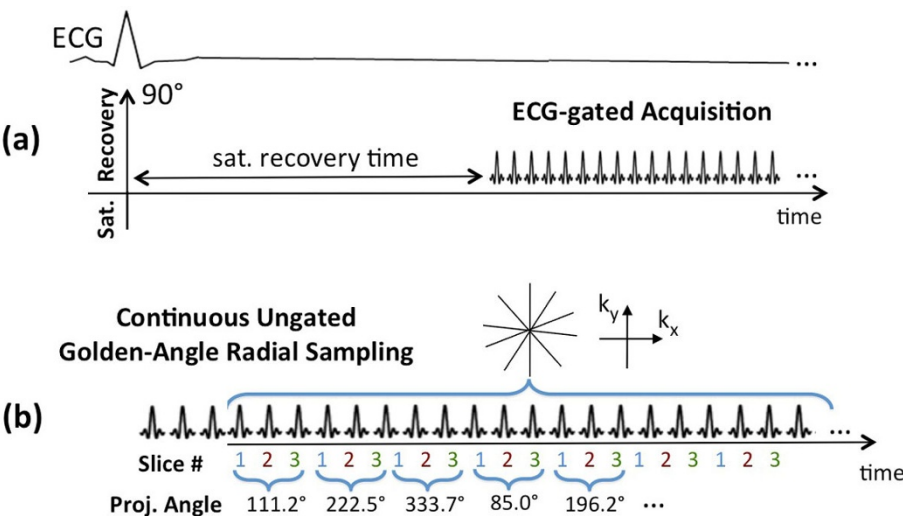 ECG
...
(a)
Sat. Recovery
90°
ECG-gated Acquisition
sat. recovery time
...
time
Continuous Ungated
Golden-Angle Radial Sampling
ky
kx
(b)
...
Slice # 1 2 3 1 2 3 1 2 3 1 2 3 1 2 3 1 2 3 1 2 3
time
Proj. Angle 111.2° 222.5° 333.7° 85.0° 196.2° ...